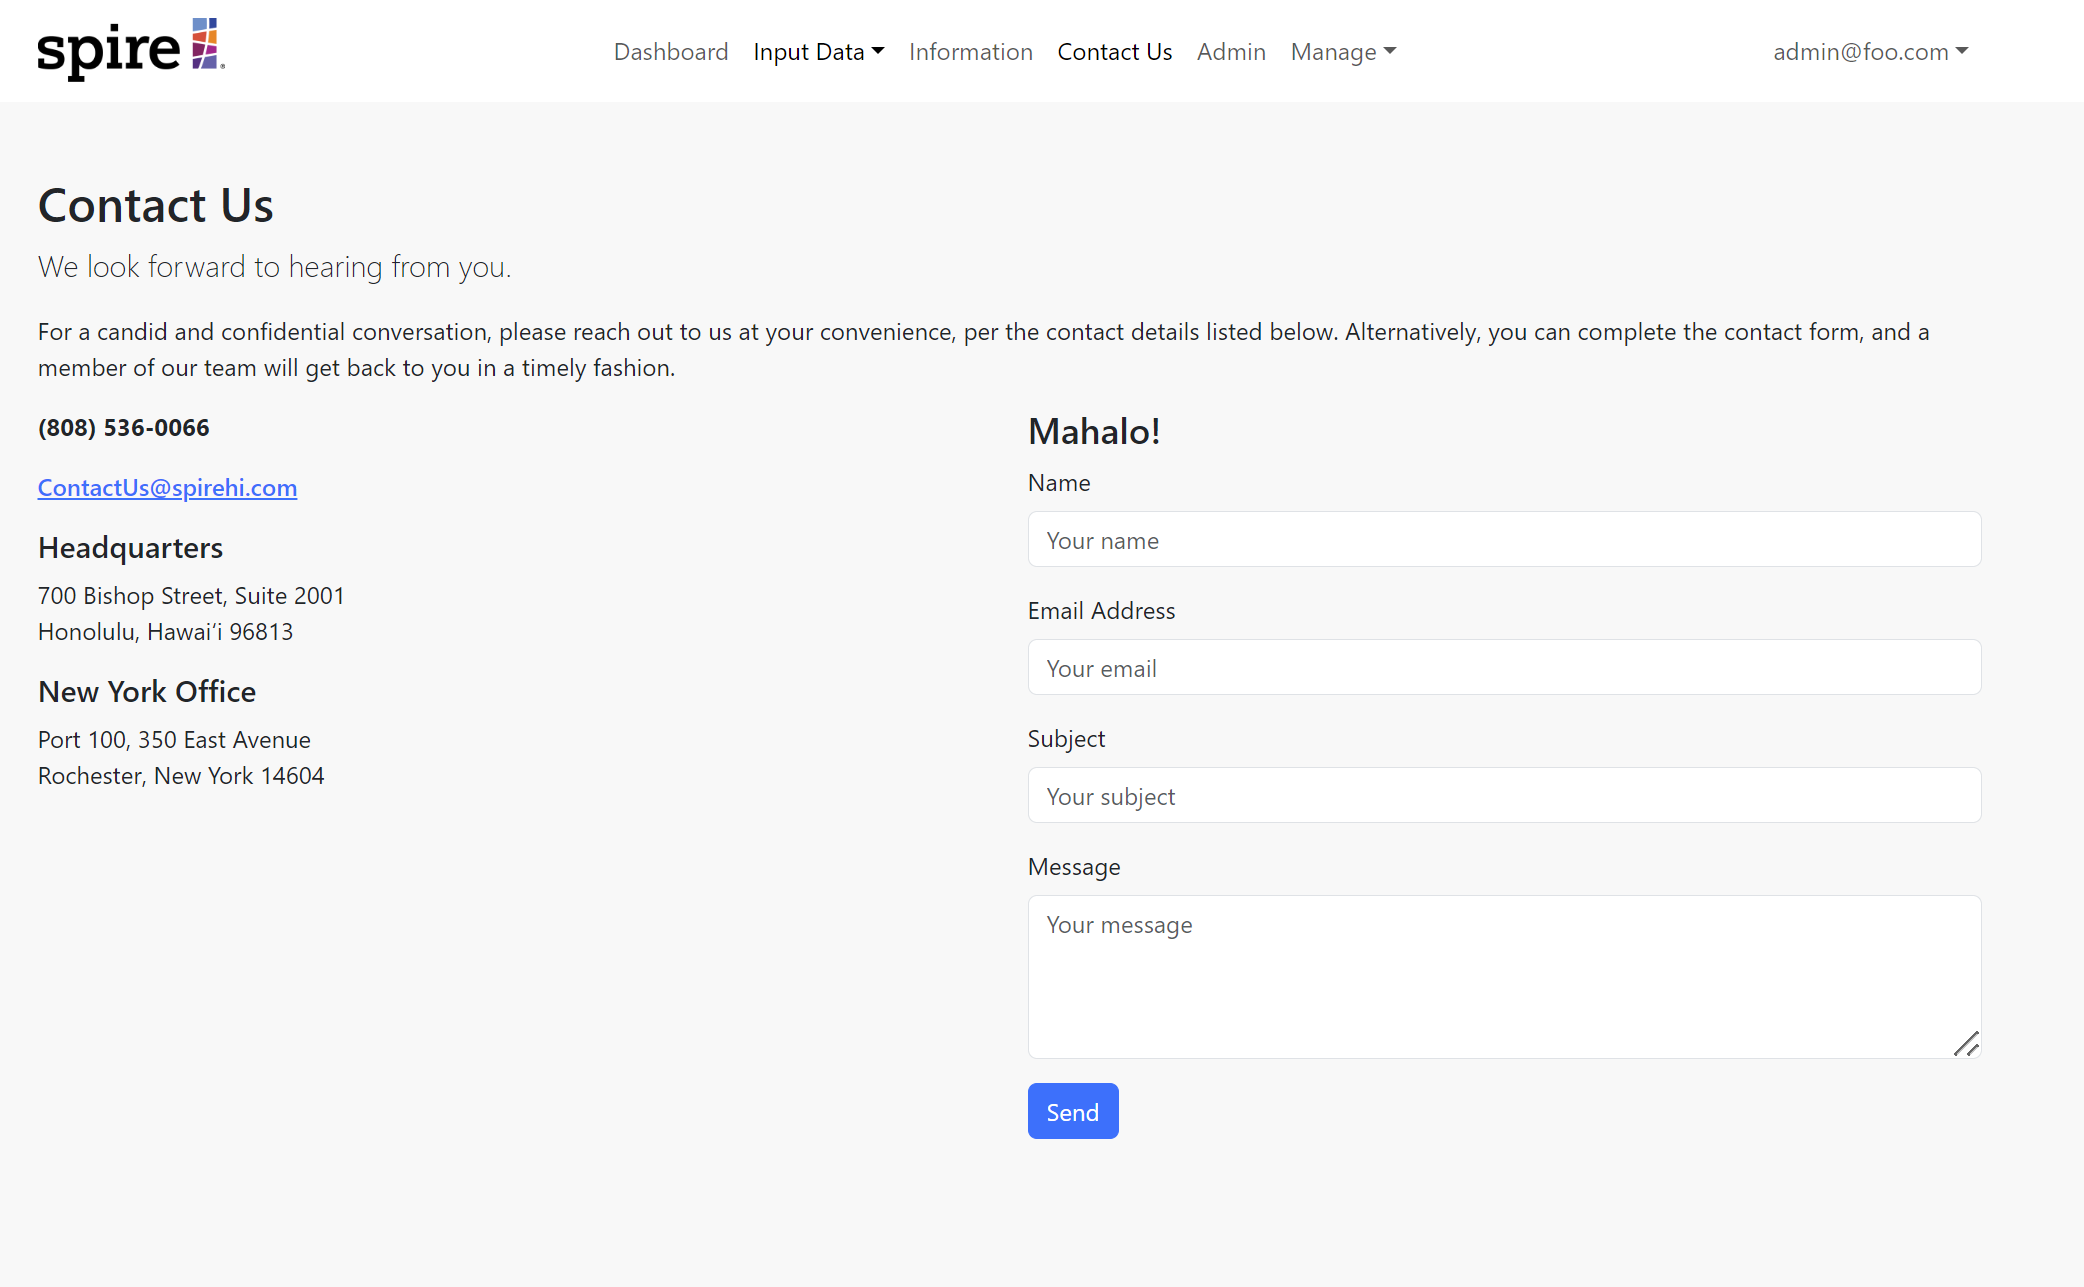 spire
Dashboard Input Data Information Contact Us Admin Manage admin@foo.com
Contact Us
We look forward to hearing from you.
For a candid and confidential conversation, please reach out to us at your convenience, per the contact details listed below. Alternatively, you can complete the contact form, and a
member of our team will get back to you in a timely fashion.
(808) 536-0066
ContactUs@spirehi.com
Headquarters
700 Bishop Street, Suite 2001
Honolulu, Hawaiʻi 96813
New York Office
Port 100, 350 East Avenue
Rochester, New York 14604
Mahalo!
Name
Your name
Email Address
Your email
Subject
Your subject
Message
Your message
Send